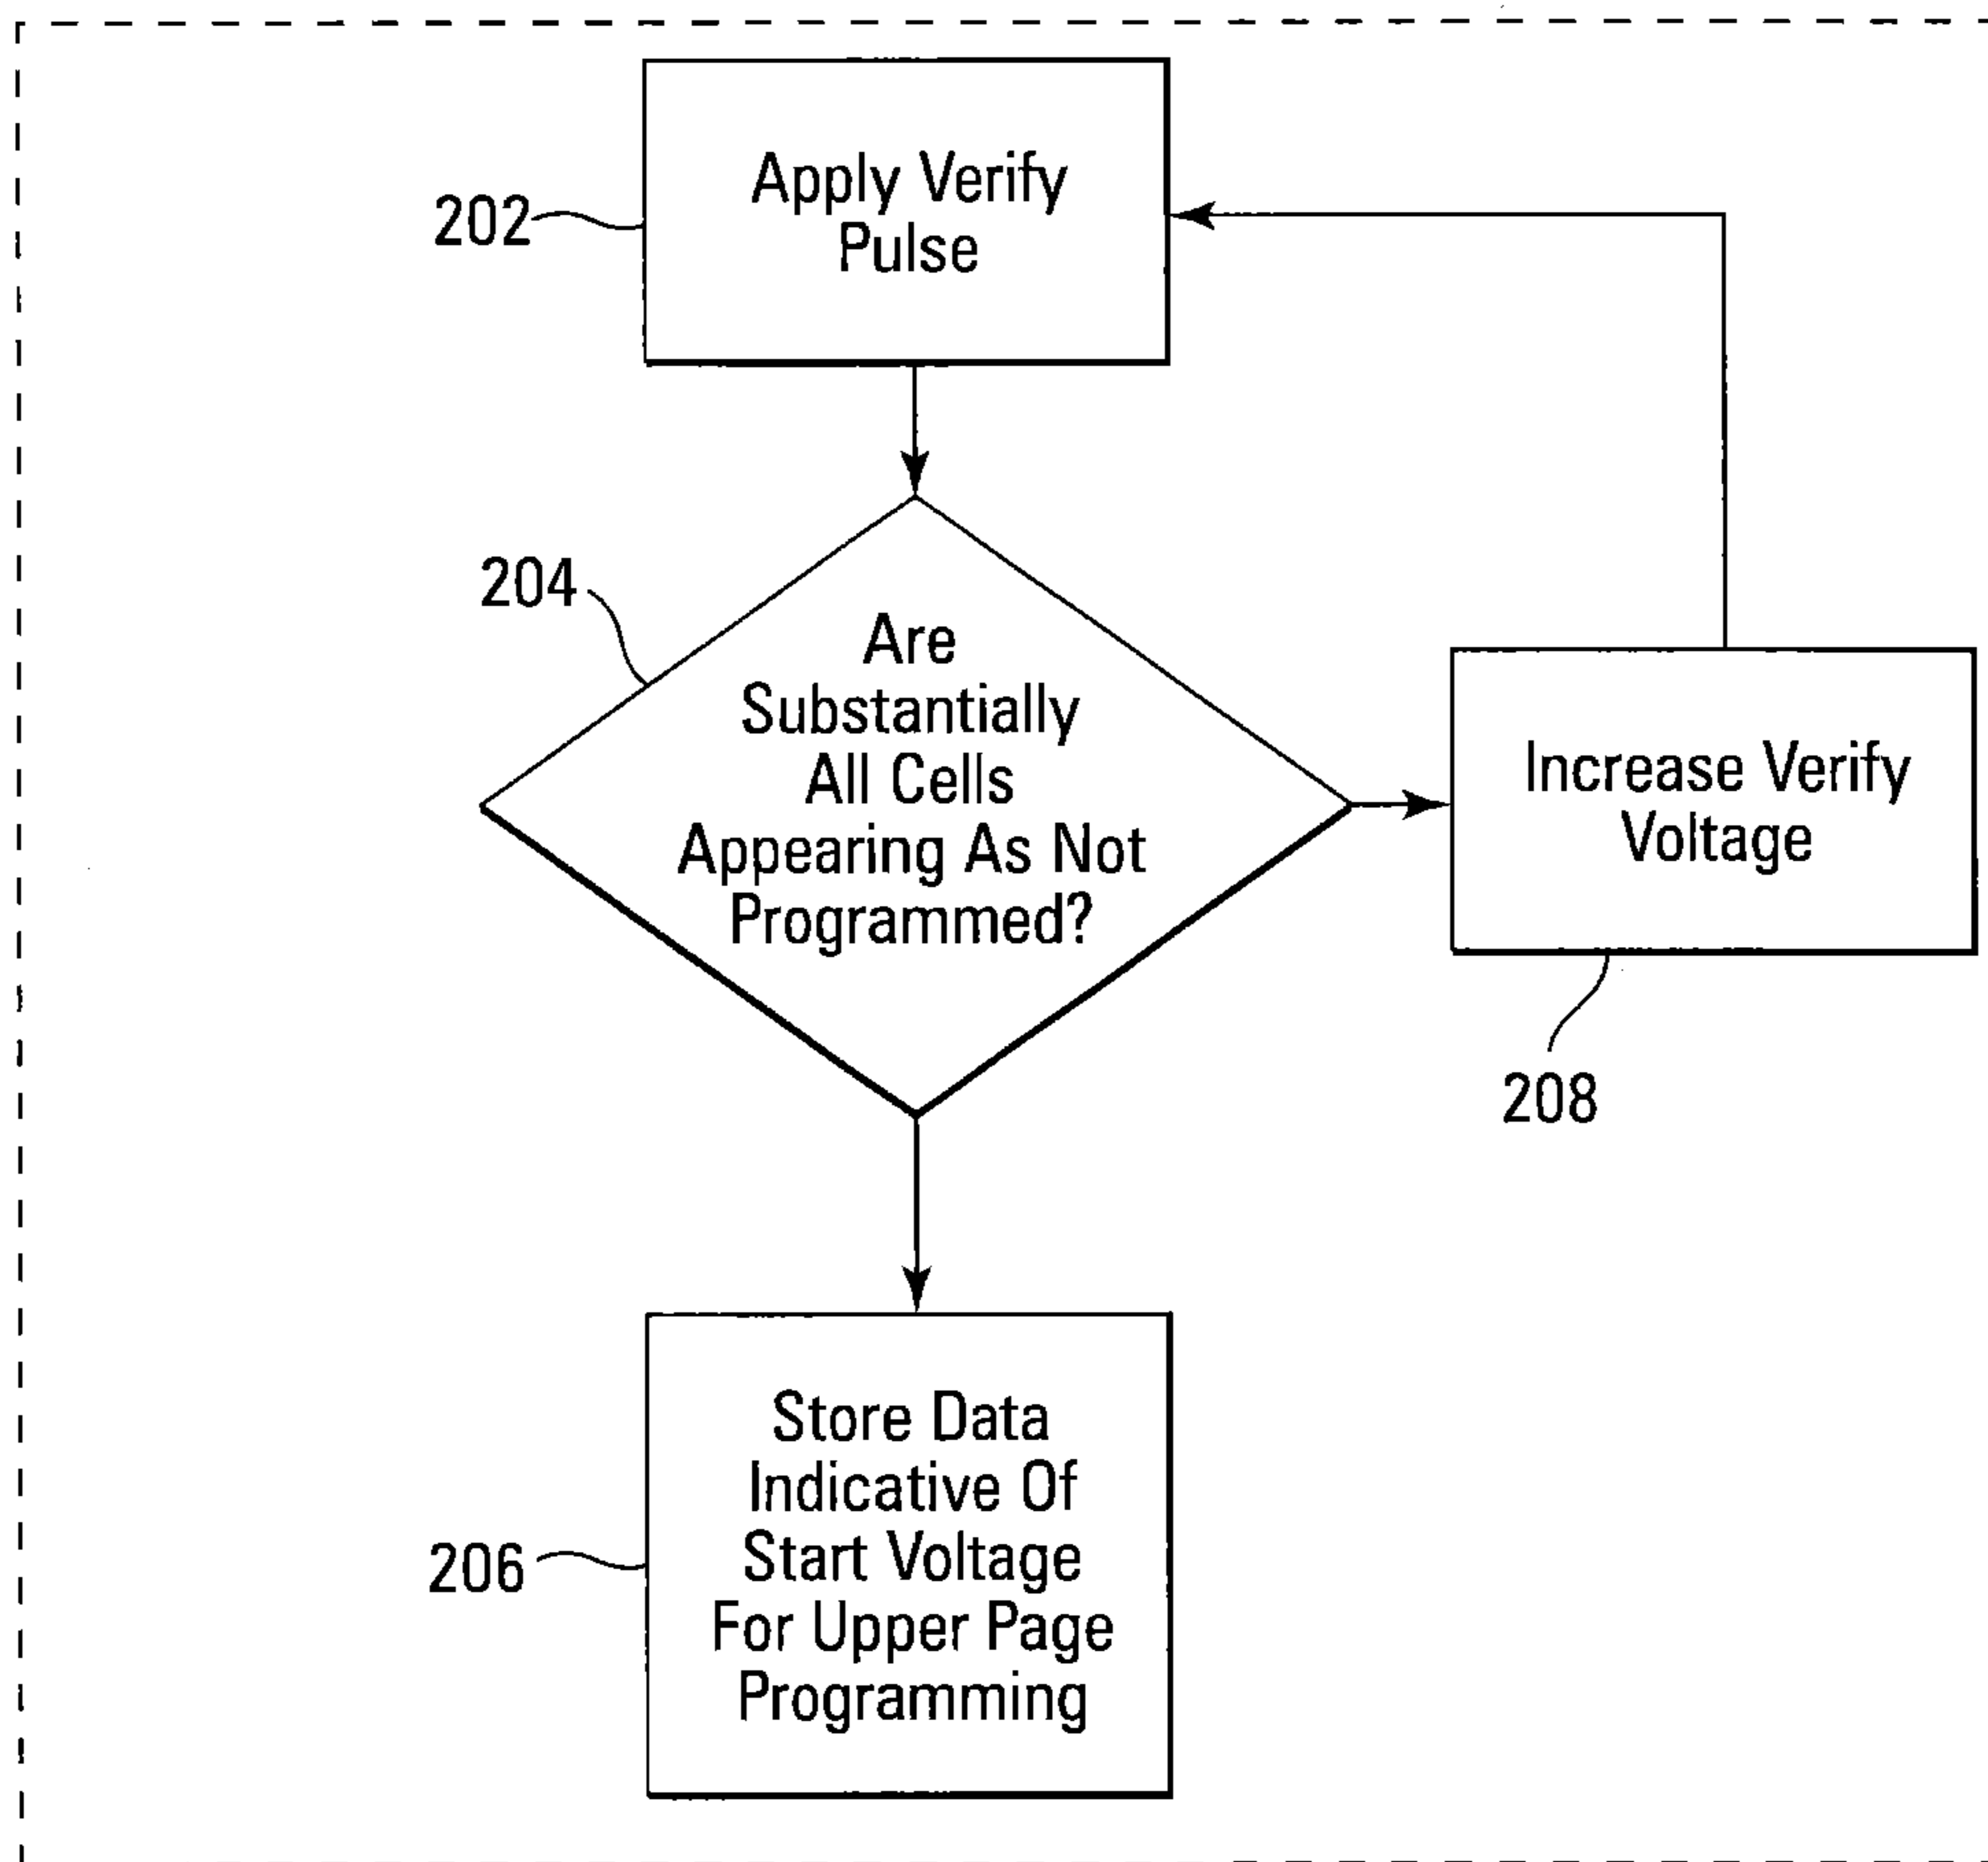 Apply Verify
Pulse
202
204
Are
Substantially
All Cells
Appearing As Not
Programmed?
Increase Verify
Voltage
208
Store Data
Indicative Of
Start Voltage
For Upper Page
Programming
206